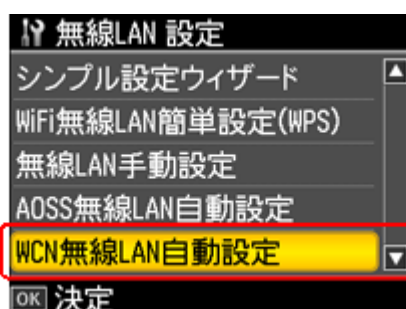 無線LAN 設定
シンプル設定ウィザード
WiFi無線LAN簡単設定(WPS)
無線LAN手動設定
AOSS無線LAN自動設定
WCN無線LAN自動設定
OK 決定